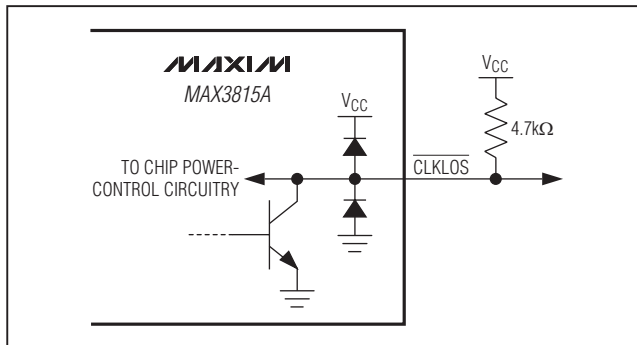 MAXIM
MAX3815A
VCC
VCC
4.7kΩ
TO CHIP POWER-
CONTROL CIRCUITRY
CLKLOS